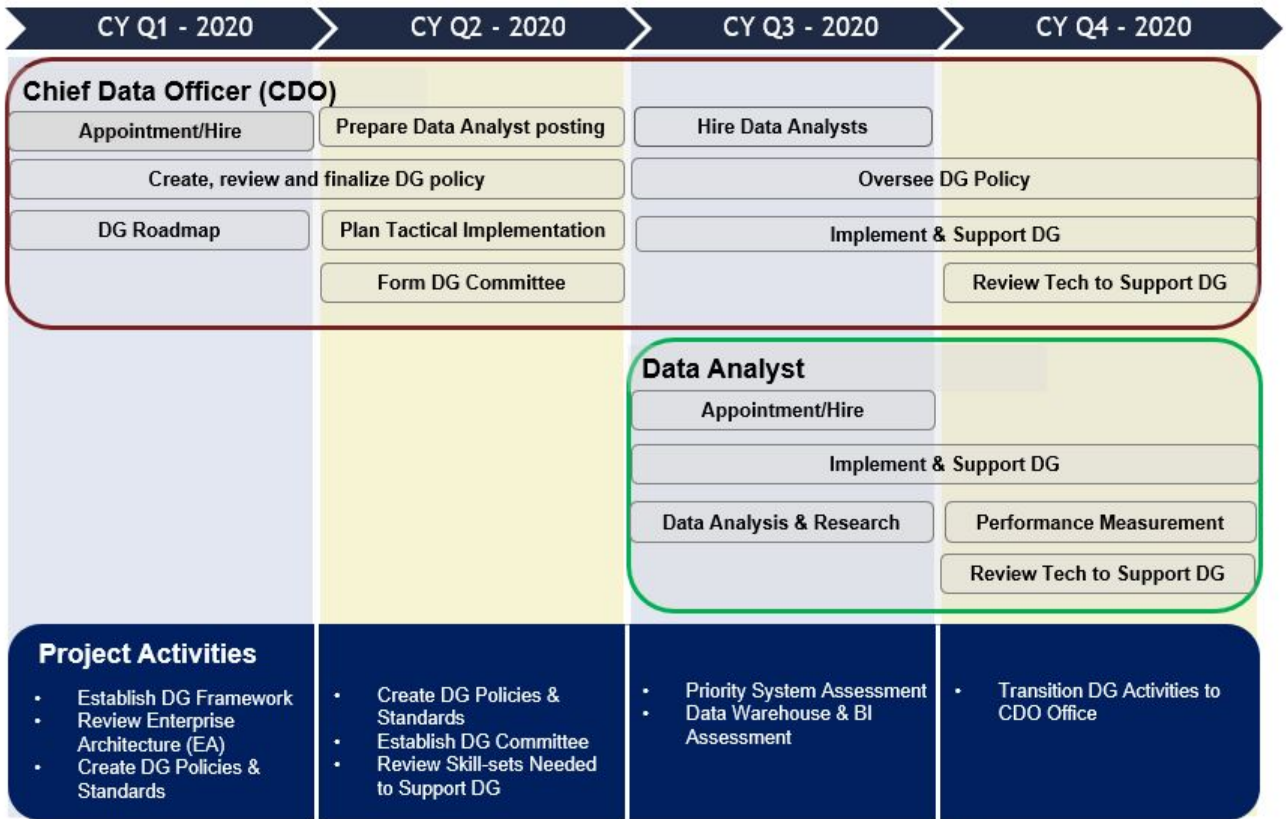 CY Q1 - 2020
CY Q2 - 2020
CY Q3 - 2020
CY Q4 - 2020
Chief Data Officer (CDO)
Appointment/Hire
Prepare Data Analyst posting
Hire Data Analysts
Create, review and finalize DG policy
Oversee DG Policy
DG Roadmap
Plan Tactical Implementation
Implement & Support DG
Form DG Committee
Review Tech to Support DG
Data Analyst
Appointment/Hire
Implement & Support DG
Data Analysis & Research
Performance Measurement
Review Tech to Support DG
Project Activities
• Establish DG Framework
• Review Enterprise
Architecture (EA)
• Create DG Policies &
Standards
• Create DG Policies &
Standards
• Establish DG Committee
• Review Skill-sets Needed
to Support DG
• Priority System Assessment
• Data Warehouse & BI
Assessment
• Transition DG Activities to
CDO Office